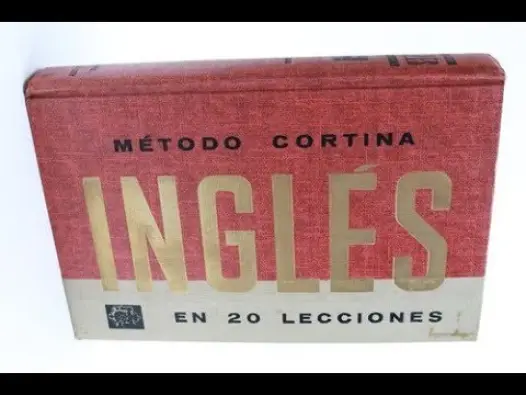 MÉTODO CORTINA
INGLÉS
EN 20 LECCIONES